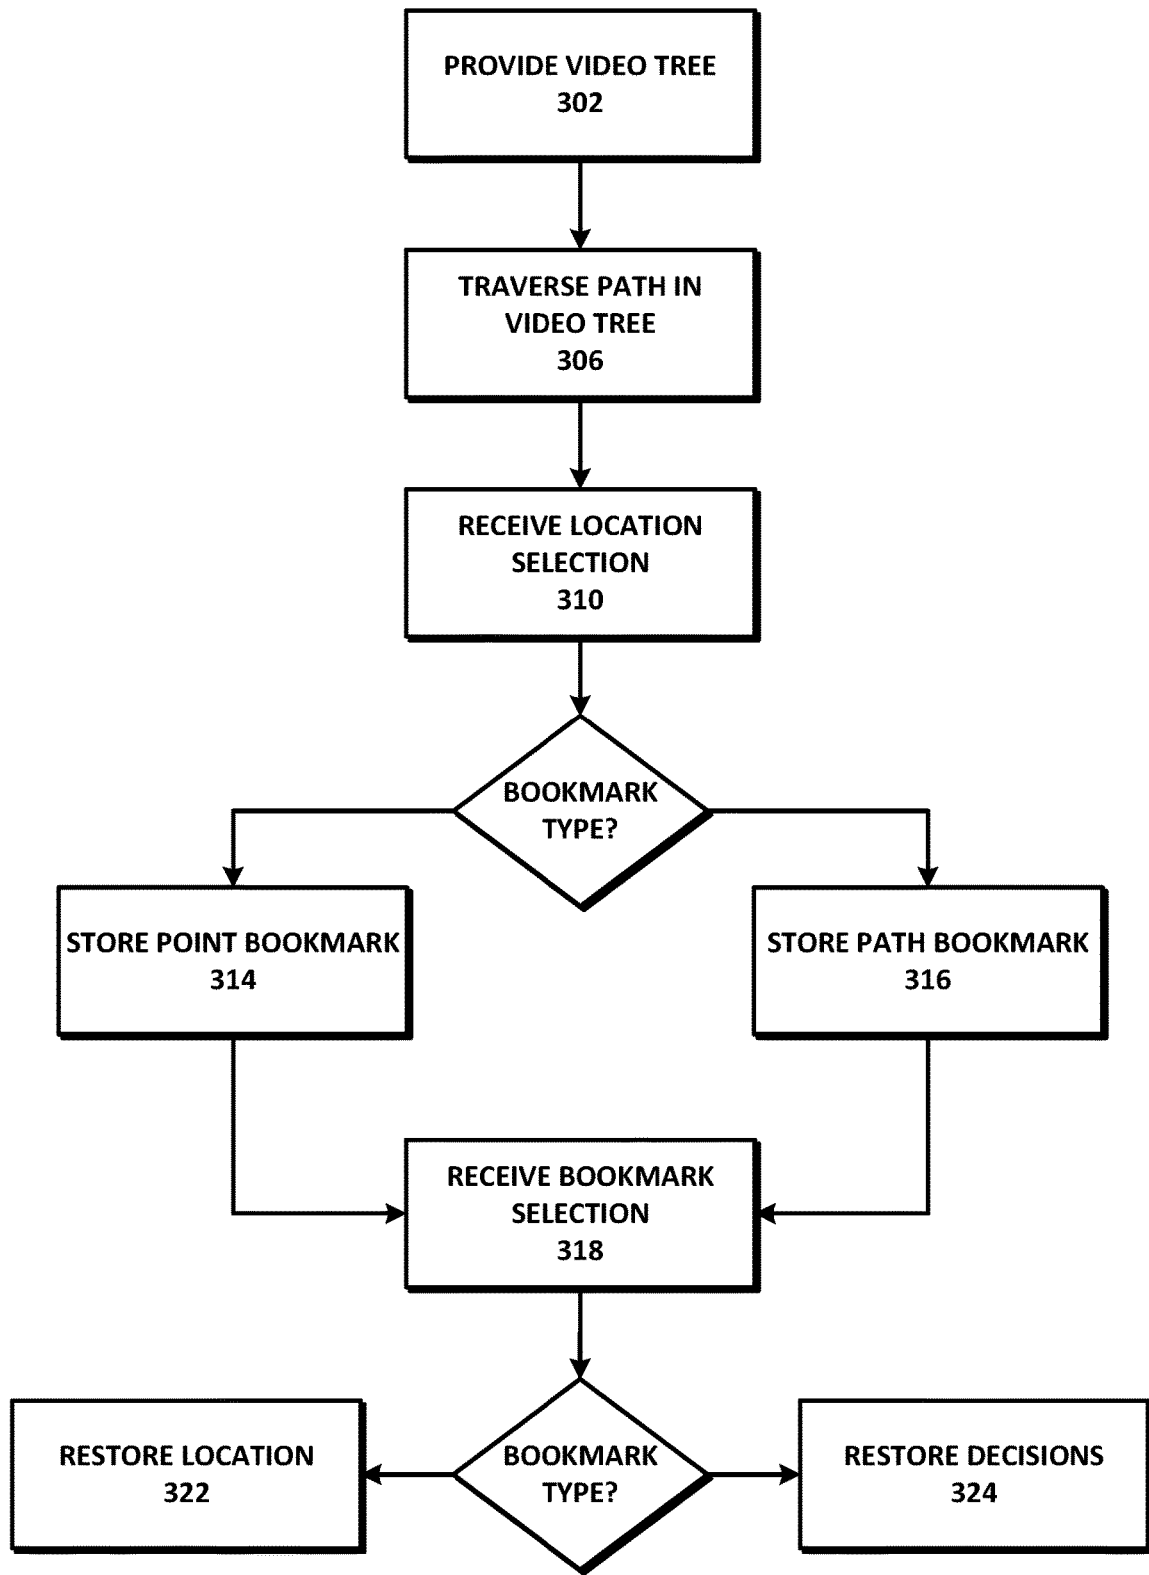 PROVIDE VIDEO TREE
302
TRAVERSE PATH IN
VIDEO TREE
306
RECEIVE LOCATION
SELECTION
310
BOOKMARK
TYPE?
STORE POINT BOOKMARK
314
STORE PATH BOOKMARK
316
RECEIVE BOOKMARK
SELECTION
318
RESTORE LOCATION
322
BOOKMARK
TYPE?
RESTORE DECISIONS
324